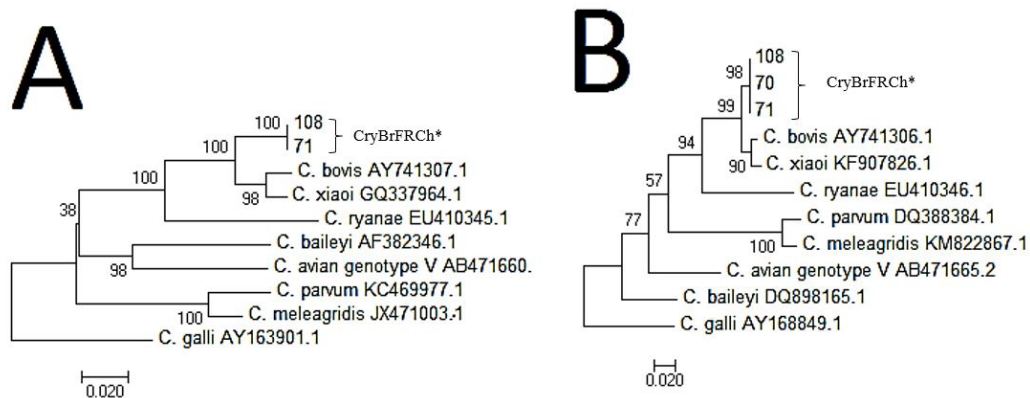 A
108
100
71
CryBrFRCh*
100
C. bovis AY741307.1
100
98
C. xiaoi GQ337964.1
C. ryanae EU410345.1
38
C. baileyi AF382346.1
98
C. avian genotype V AB471660.
C. parvum KC469977.1
100
C. meleagridis JX471003.1
C. galli AY163901.1
0.020
B
108
98
70
CryBrFRCh*
99
71
94
C. bovis AY741306.1
90
C. xiaoi KF907826.1
57
C. ryanae EU410346.1
77
C. parvum DQ388384.1
100
C. meleagridis KM822867.1
C. avian genotype V AB471665.2
C. baileyi DQ898165.1
C. galli AY168849.1
0.020